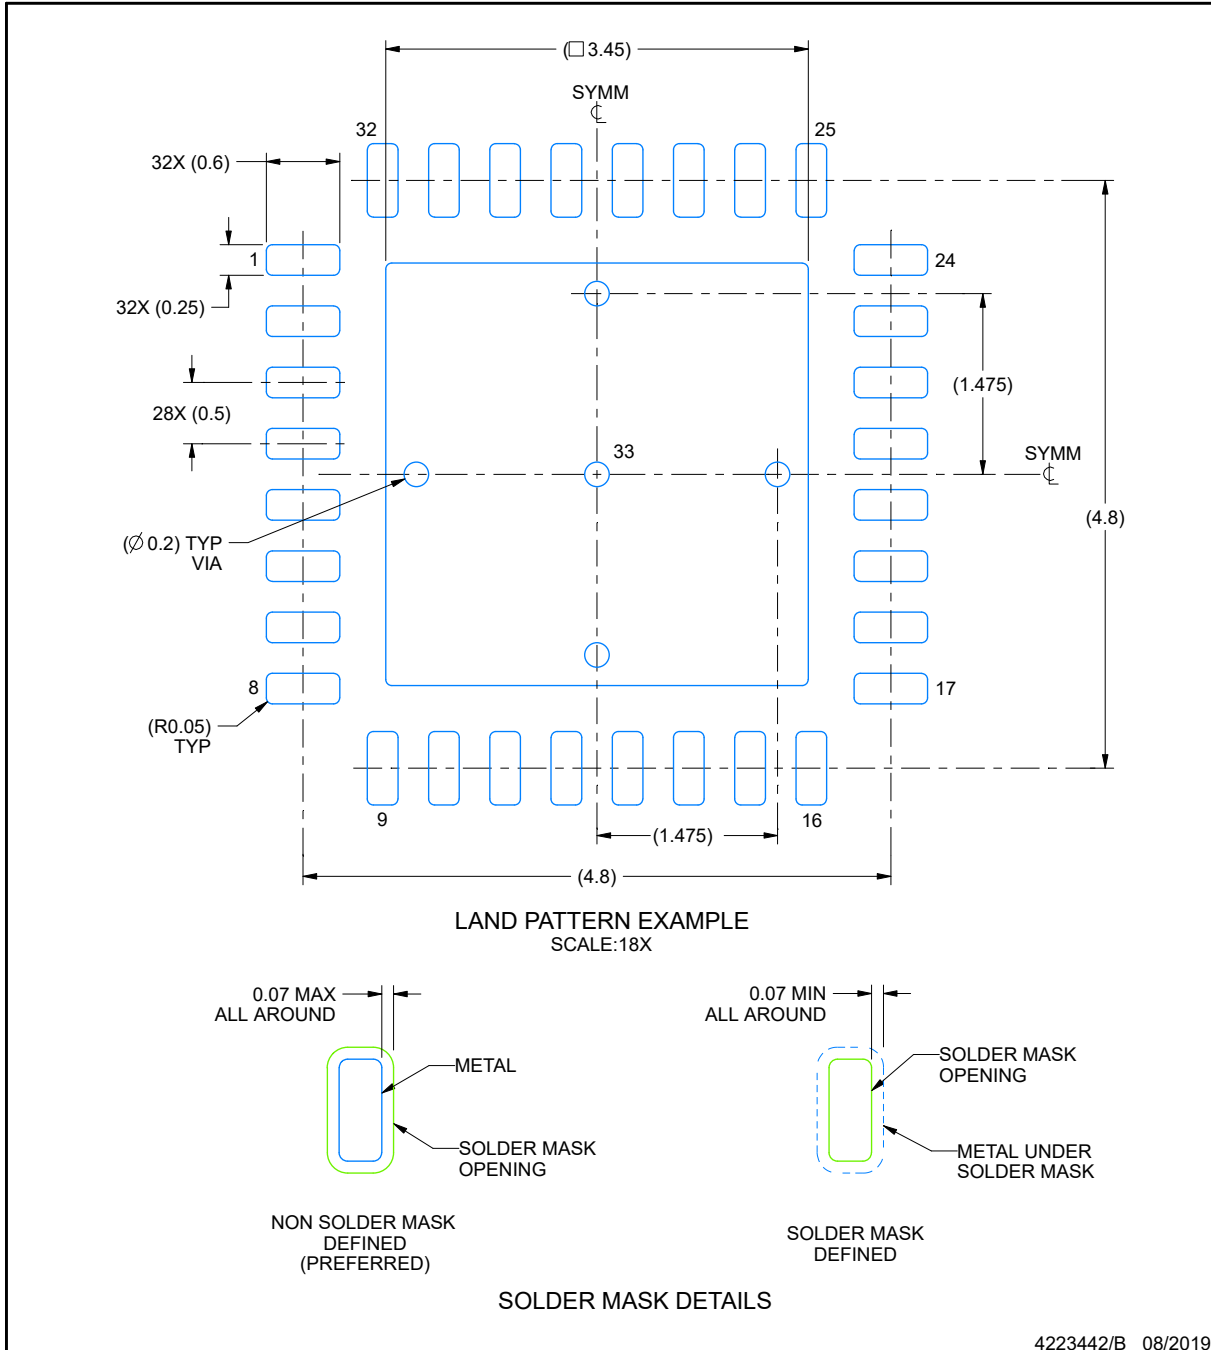 (□ 3.45)
SYMM
℄
32
25
32X (0.6)
1
24
32X (0.25)
(1.475)
28X (0.5)
33
SYMM
℄
(4.8)
(Ø 0.2) TYP
VIA
8
17
(R0.05)
TYP
9
16
(1.475)
(4.8)
LAND PATTERN EXAMPLE
SCALE:18X
0.07 MAX
ALL AROUND
METAL
SOLDER MASK
OPENING
NON SOLDER MASK
DEFINED
(PREFERRED)
0.07 MIN
ALL AROUND
SOLDER MASK
OPENING
METAL UNDER
SOLDER MASK
SOLDER MASK
DEFINED
SOLDER MASK DETAILS
4223442/B 08/2019